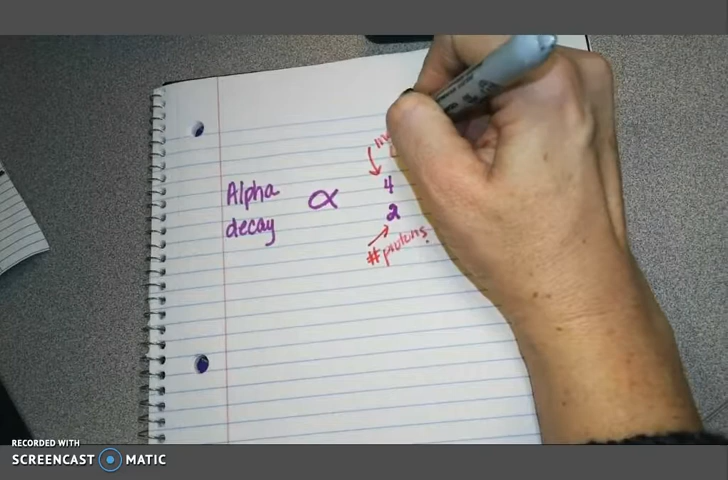 Alpha
decay
∝
4
2
#protons
RECORDED WITH
SCREENCAST MATIC